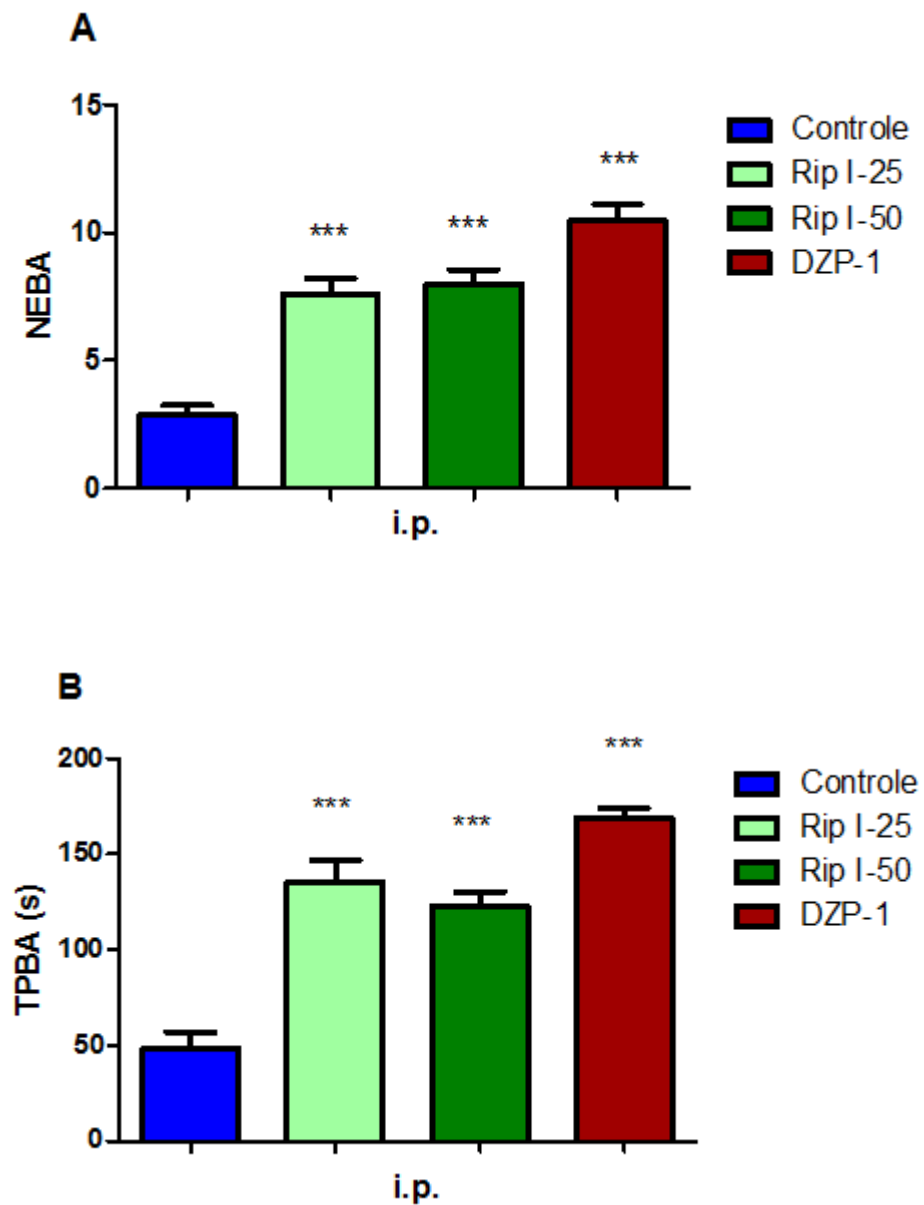 A
NEBA
15
10
5
0
***
***
***
i.p.
Controle
Rip I-25
Rip I-50
DZP-1
B
TPBA (s)
200
150
100
50
0
***
***
***
i.p.
Controle
Rip I-25
Rip I-50
DZP-1